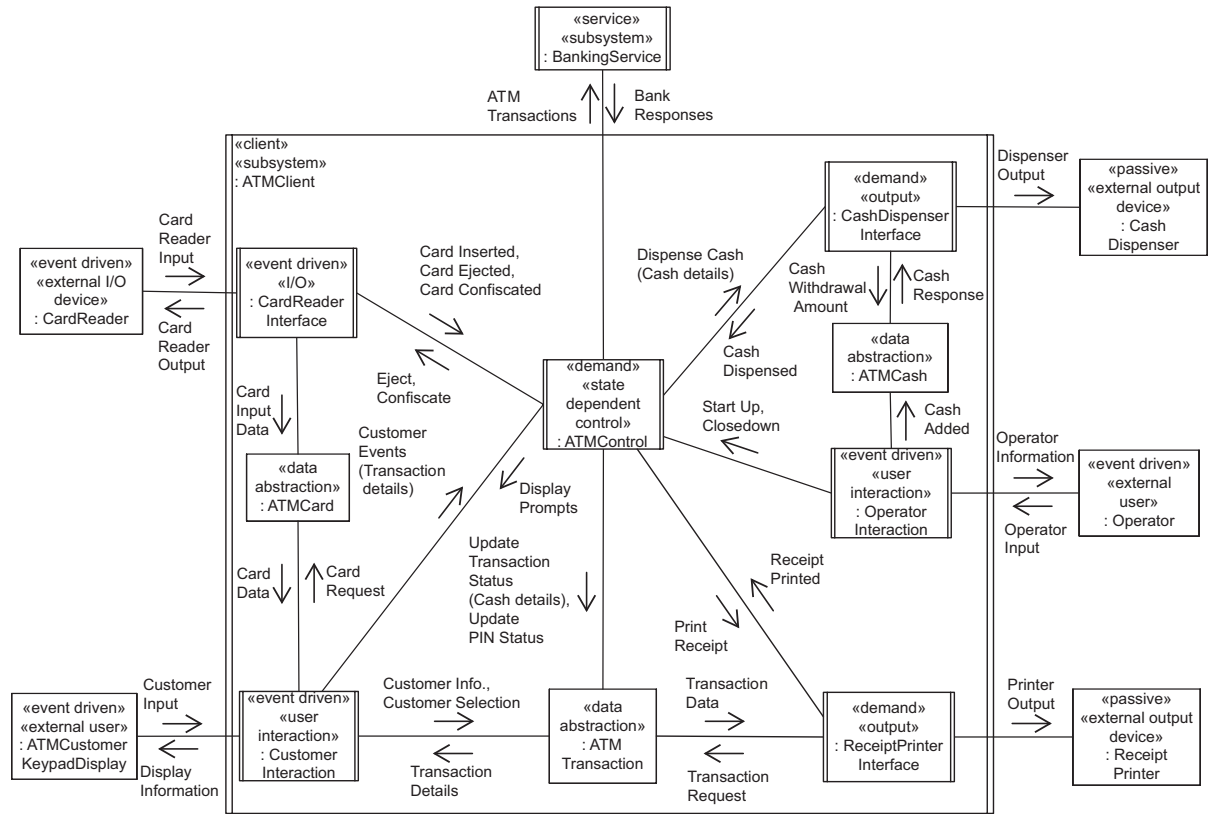 «service»
«subsystem»
: BankingService
ATM
Transactions
Bank
Responses
«client»
«subsystem»
: ATMClient
Dispenser
Output
«demand»
«output»
: CashDispenser
Interface
«passive»
«external output
device»
: Cash
Dispenser
Card
Reader
Input
«event driven»
«external I/O
device»
: CardReader
Card
Reader
Output
«event driven»
«I/O»
: CardReader
Interface
Card Inserted,
Card Ejected,
Card Confiscated
Eject,
Confiscate
Dispense Cash
(Cash details)
Cash
Dispensed
Cash
Withdrawal
Amount
Cash
Response
«data
abstraction»
: ATMCash
«demand»
«state
dependent
control»
: ATMControl
Card
Input
Data
Customer
Events
(Transaction
details)
Start Up,
Closedown
Cash
Added
Operator
Information
«data
abstraction»
: ATMCard
«event driven»
«user
interaction»
: Operator
Interaction
«event driven»
«external
user»
: Operator
Operator
Input
Display
Prompts
Card
Data
Card
Request
Update
Transaction
Status
(Cash details),
Update
PIN Status
Receipt
Printed
Print
Receipt
Customer
Input
«event driven»
«external user»
: ATMCustomer
KeypadDisplay
Display
Information
«event driven»
«user
interaction»
: Customer
Interaction
Customer Info.,
Customer Selection
Transaction
Details
«data
abstraction»
: ATM
Transaction
Transaction
Data
Transaction
Request
«demand»
«output»
: ReceiptPrinter
Interface
Printer
Output
«passive»
«external output
device»
: Receipt
Printer